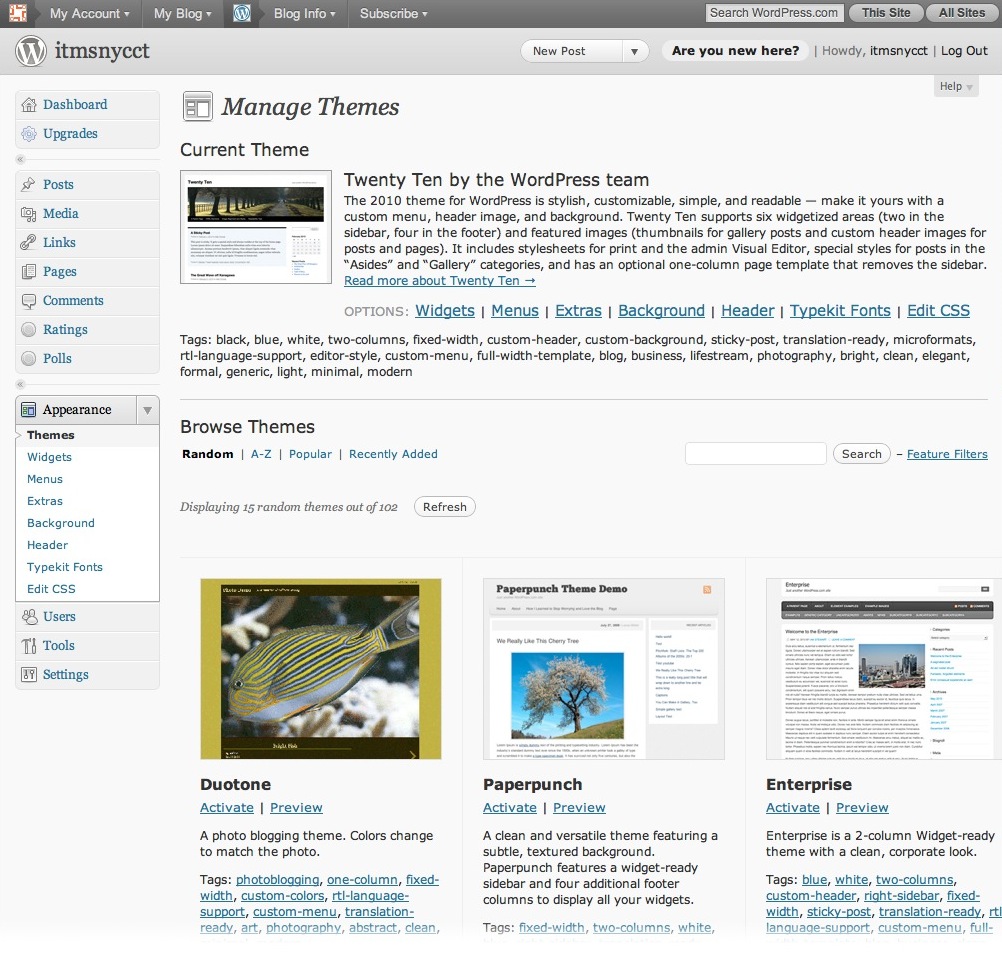 My Account ▾
My Blog ▾
Blog Info ▾
Subscribe ▾
Search WordPress.com
This Site
All Sites
itmsnycct
New Post
Are you new here?
| Howdy, itmsnycct | Log Out
Help
Dashboard
Upgrades
Posts
Media
Links
Pages
Comments
Ratings
Polls
Appearance
Themes
Widgets
Menus
Extras
Background
Header
Typekit Fonts
Edit CSS
Users
Tools
Settings
Manage Themes
Current Theme
Twenty Ten
Twenty Ten by the WordPress team
The 2010 theme for WordPress is stylish, customizable, simple, and readable — make it yours with a
custom menu, header image, and background. Twenty Ten supports six widgetized areas (two in the
sidebar, four in the footer) and featured images (thumbnails for gallery posts and custom header images for
posts and pages). It includes stylesheets for print and the admin Visual Editor, special styles for posts in the
“Asides” and “Gallery” categories, and has an optional one-column page template that removes the sidebar.
Read more about Twenty Ten →
OPTIONS: Widgets | Menus | Extras | Background | Header | Typekit Fonts | Edit CSS
Tags: black, blue, white, two-columns, fixed-width, custom-header, custom-background, sticky-post, translation-ready, microformats,
rtl-language-support, editor-style, custom-menu, full-width-template, blog, business, lifestream, photography, bright, clean, elegant,
formal, generic, light, minimal, modern
Browse Themes
Random | A-Z | Popular | Recently Added
Search
– Feature Filters
Displaying 15 random themes out of 102
Refresh
Duotone
Activate | Preview
A photo blogging theme. Colors change
to match the photo.
Tags: photoblogging, one-column, fixed-
width, custom-colors, rtl-language-
support, custom-menu, translation-
ready, art, photography, abstract, clean,
Paperpunch Theme Demo
We Really Like This Cherry Tree
Paperpunch
Activate | Preview
A clean and versatile theme featuring a
subtle, textured background.
Paperpunch features a widget-ready
sidebar and four additional footer
columns to display all your widgets.
Tags: fixed-width, two-columns, white,
Enterprise
Welcome to the Enterprise
Enterprise
Activate | Preview
Enterprise is a 2-column Widget-ready
theme with a clean, corporate look.
Tags: blue, white, two-columns,
custom-header, right-sidebar, fixed-
width, sticky-post, translation-ready, rtl
language-support, custom-menu, full-